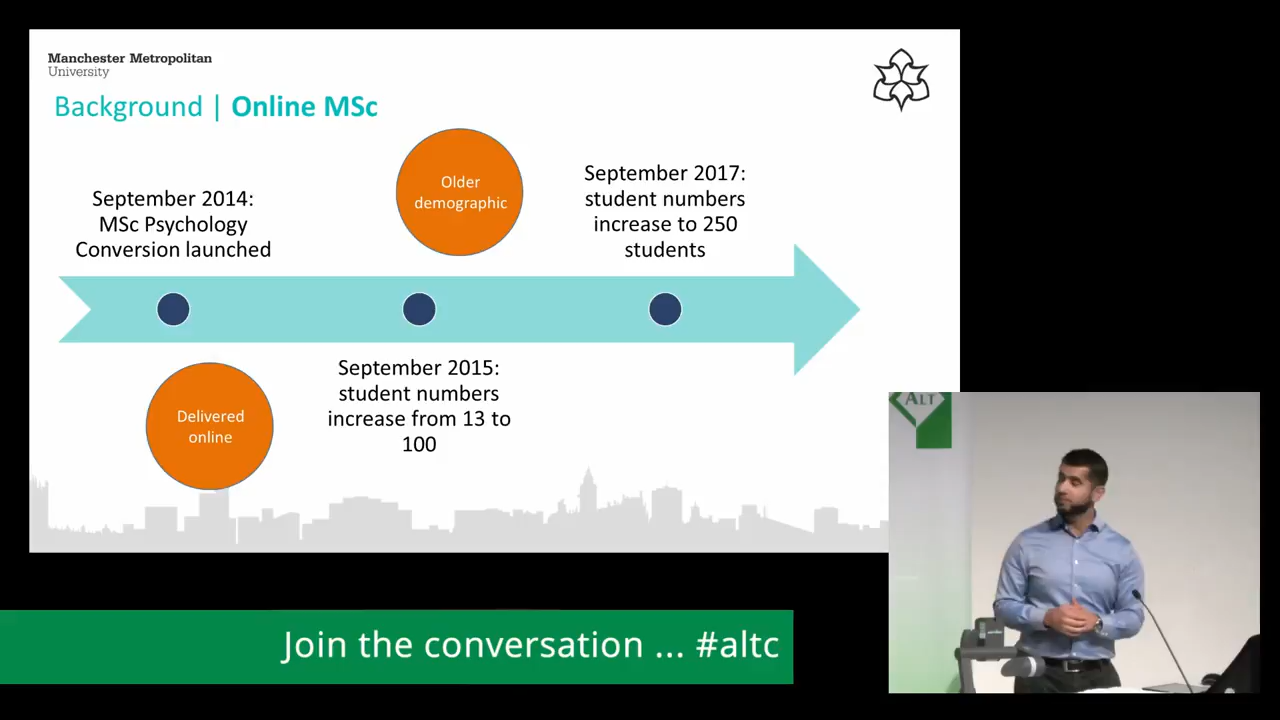 Manchester Metropolitan
University
Background | Online MSc
September 2014:
MSc Psychology
Conversion launched
Older
demographic
September 2017:
student numbers
increase to 250
students
Delivered
online
September 2015:
student numbers
increase from 13 to
100
ALT
Join the conversation ... #altc